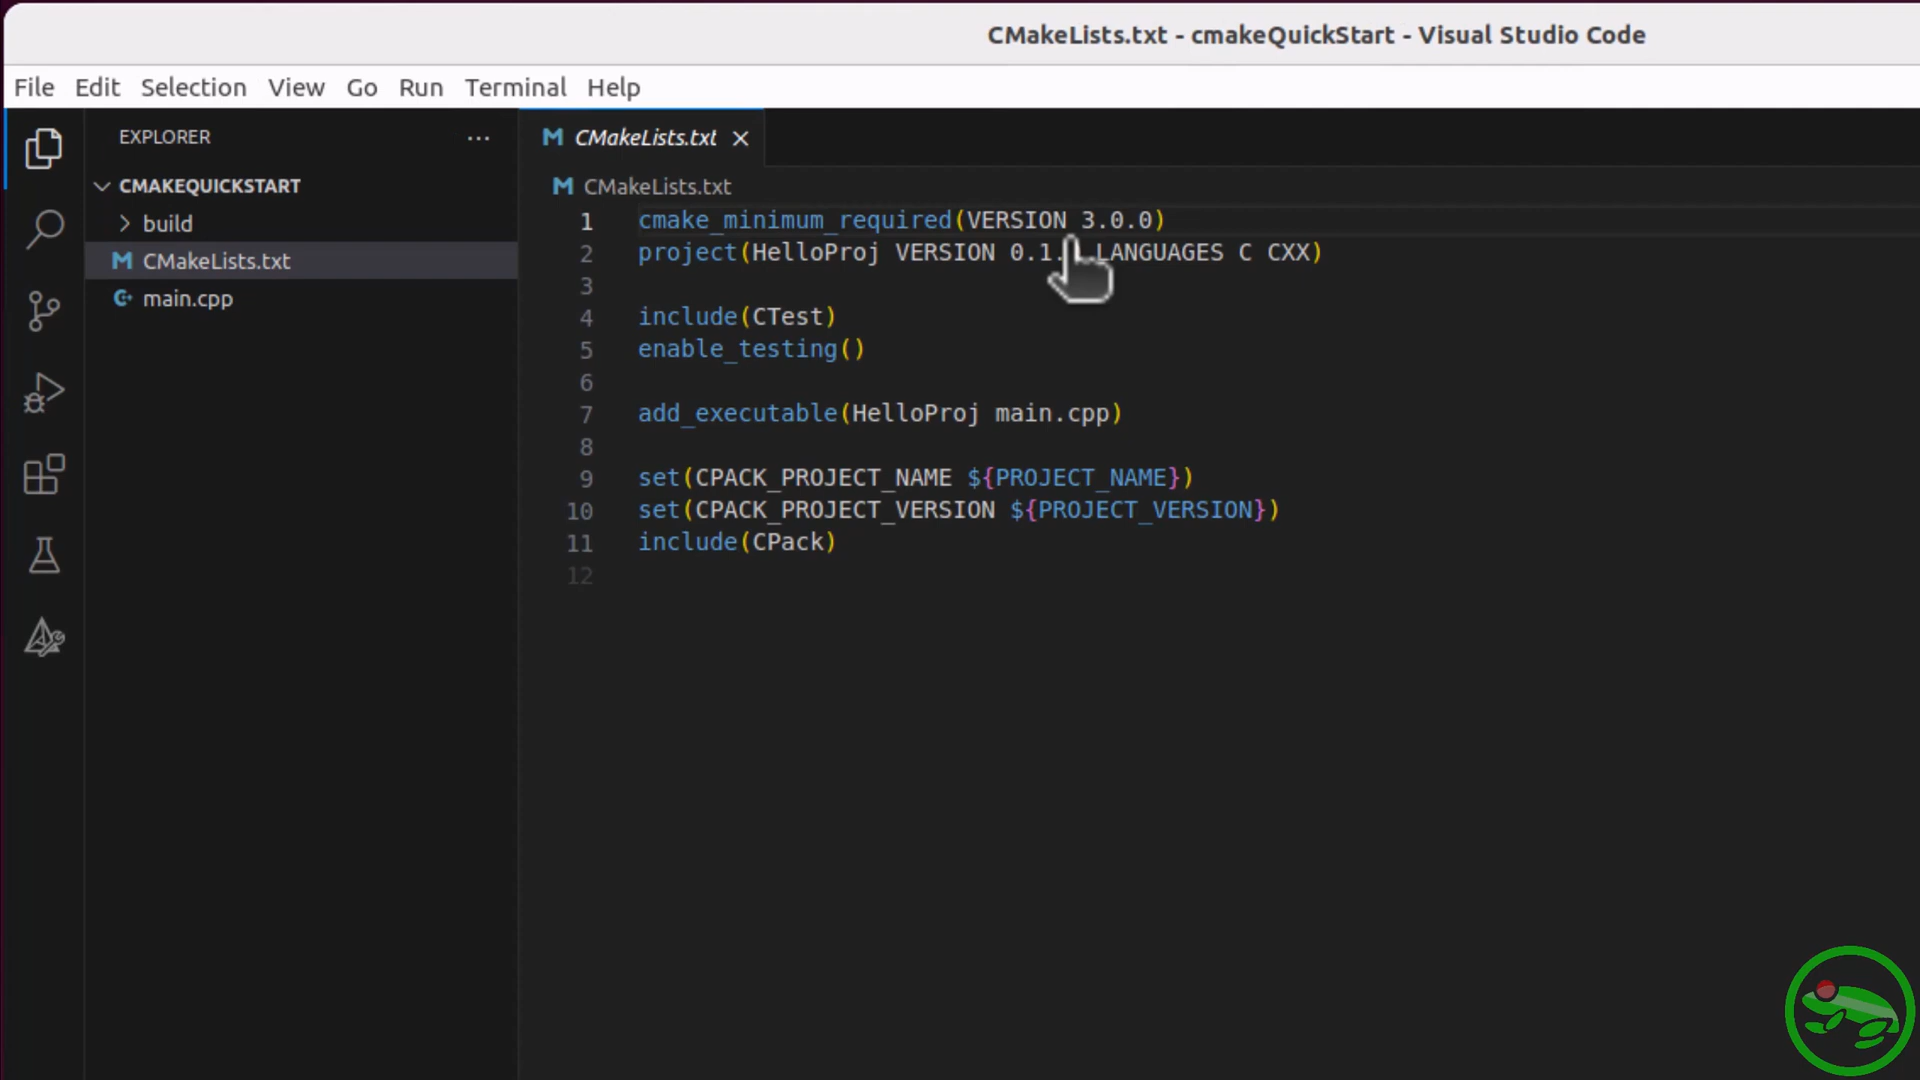 CMakeLists.txt - cmakeQuickStart - Visual Studio Code
File Edit Selection View Go Run Terminal Help
EXPLORER
CMAKEQUICKSTART
build
CMakeLists.txt
main.cpp
CMakeLists.txt
CMakeLists.txt
1 cmake_minimum_required(VERSION 3.0.0)
2 project(HelloProj VERSION 0.1. LANGUAGES C CXX)
3
4 include(CTest)
5 enable_testing()
6
7 add_executable(HelloProj main.cpp)
8
9 set(CPACK_PROJECT_NAME ${PROJECT_NAME})
10 set(CPACK_PROJECT_VERSION ${PROJECT_VERSION})
11 include(CPack)
12